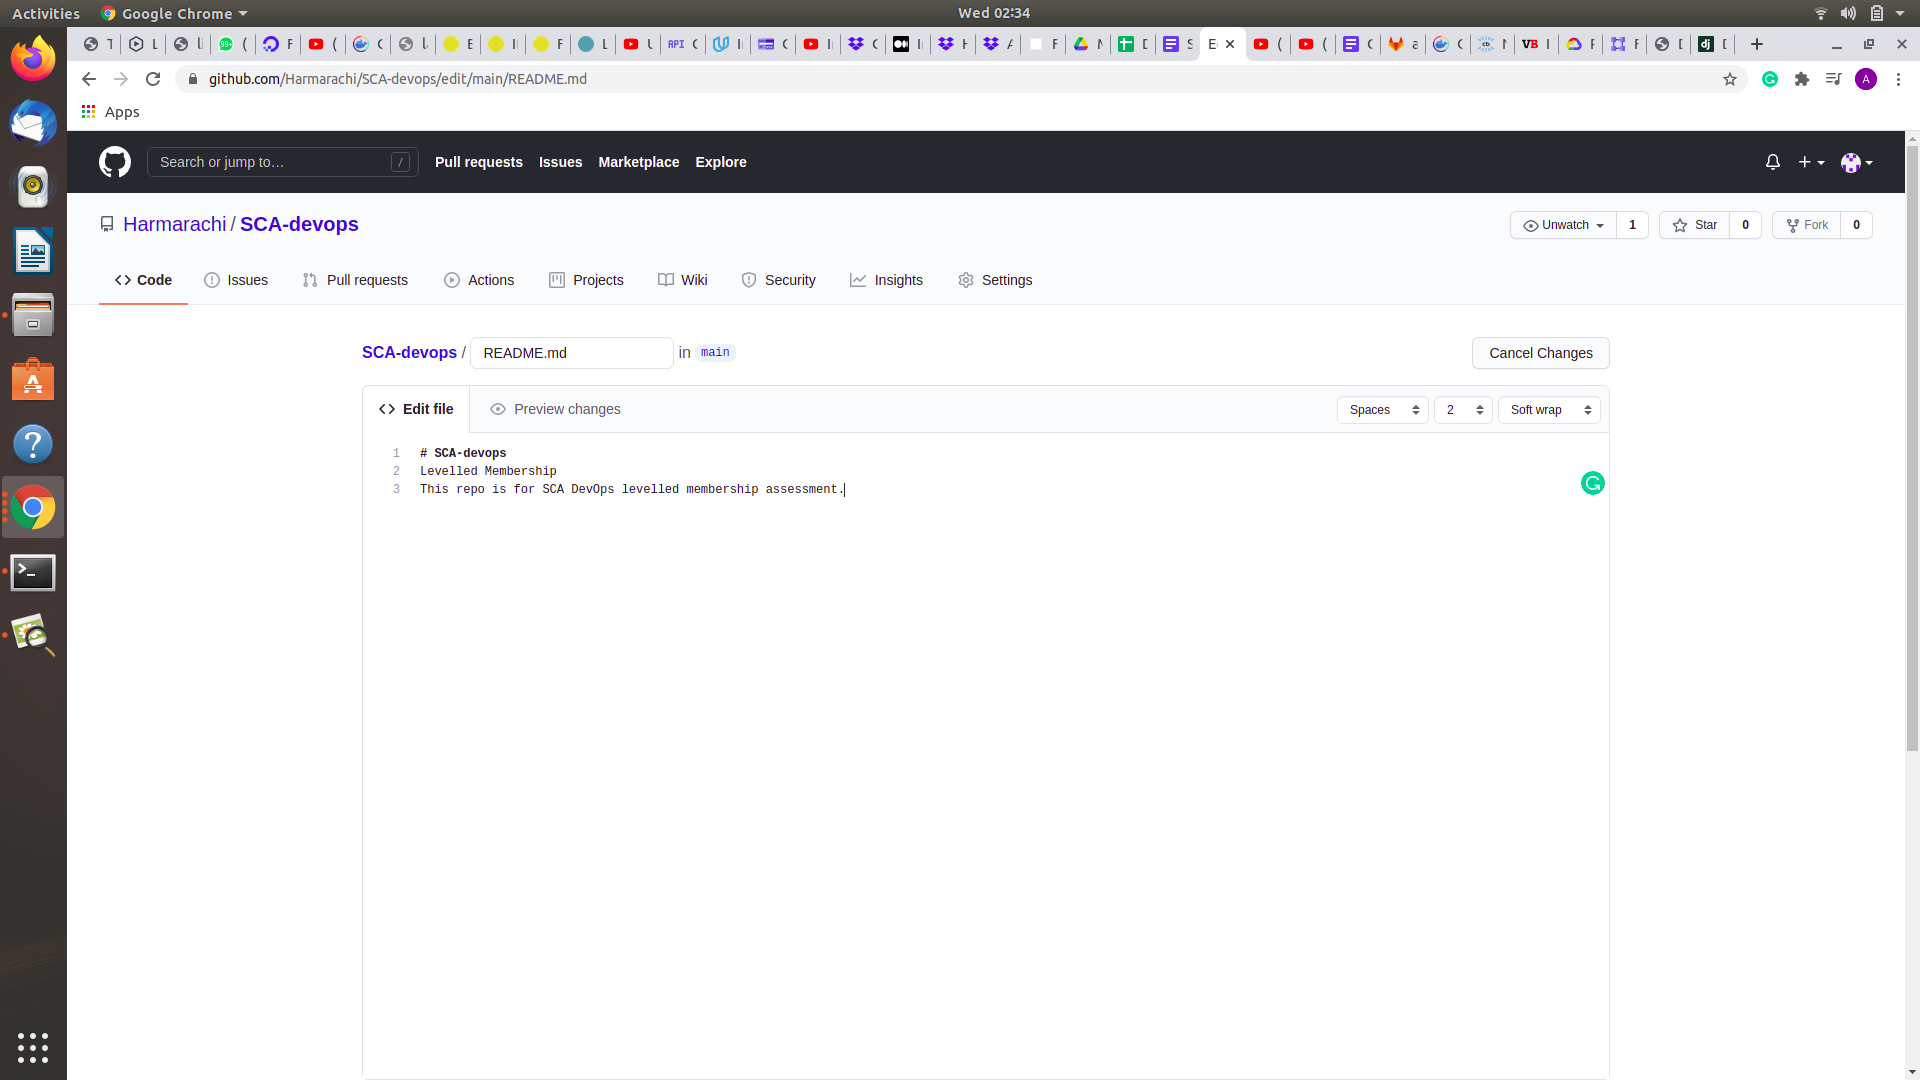 Activities Google Chrome Wed 02:34
github.com/Harmarachi/SCA-devops/edit/main/README.md A
Apps
Search or jump to… / Pull requests Issues Marketplace Explore
Harmarachi / SCA-devops Unwatch 1 Star 0 Fork 0
Code Issues Pull requests Actions Projects Wiki Security Insights Settings
SCA-devops / README.md in main Cancel Changes
Edit file Preview changes Spaces 2 Soft wrap
1 # SCA-devops
2 Levelled Membership
3 This repo is for SCA DevOps levelled membership assessment.